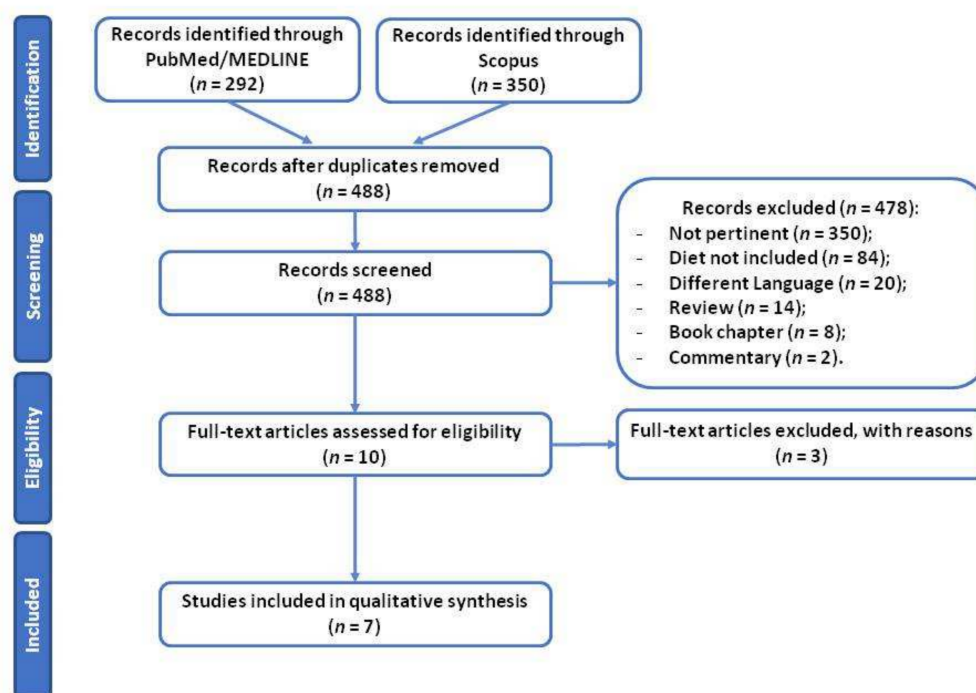 Identification
Records identified through
PubMed/MEDLINE
(n = 292)
Records identified through
Scopus
(n = 350)
Records after duplicates removed
(n = 488)
Screening
Records screened
(n = 488)
Records excluded (n = 478):
- Not pertinent (n = 350);
- Diet not included (n = 84);
- Different Language (n = 20);
- Review (n = 14);
- Book chapter (n = 8);
- Commentary (n = 2).
Eligibility
Full-text articles assessed for eligibility
(n = 10)
Full-text articles excluded, with reasons
(n = 3)
Included
Studies included in qualitative synthesis
(n = 7)